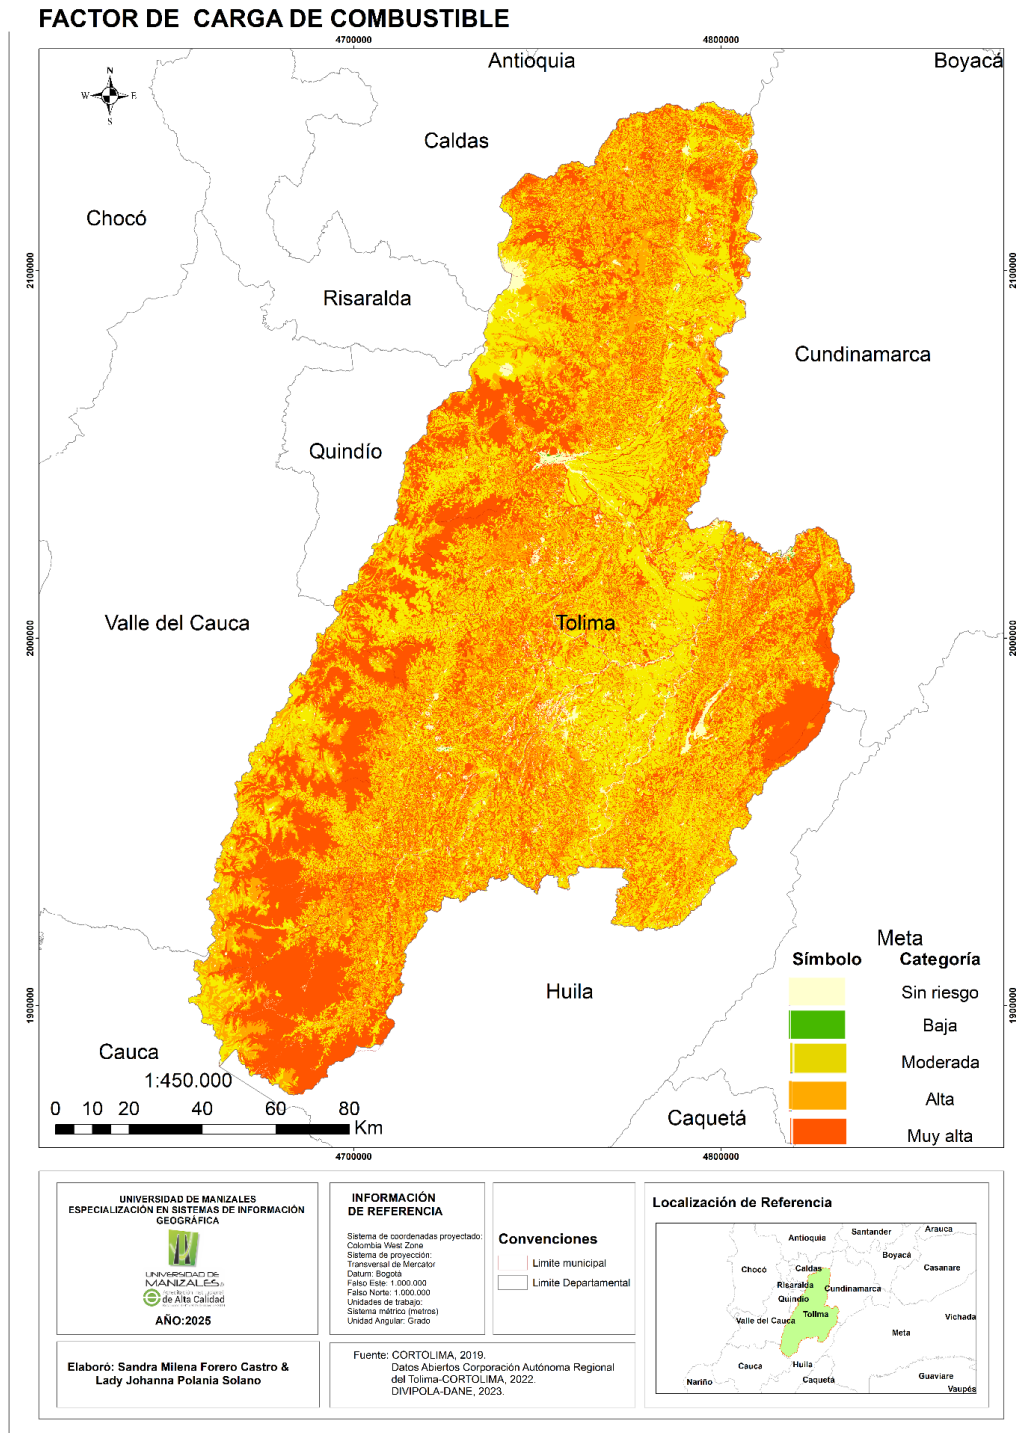 FACTOR DE  CARGA DE COMBUSTIBLE
4700000
4800000
Antioquia
Boyacá
N
W
E
S
Caldas
Chocó
2100000
2100000
Risaralda
Cundinamarca
Quindío
Valle del Cauca
Tolima
2000000
2000000
Meta
Símbolo
Categoría
Huila
Sin riesgo
1900000
1900000
Baja
Cauca
Moderada
1:450.000
Alta
0 10 20 40 60 80
Km
Caquetá
Muy alta
4700000
4800000
UNIVERSIDAD DE MANIZALES
ESPECIALIZACIÓN EN SISTEMAS DE INFORMACIÓN
GEOGRÁFICA
UNIVERSIDAD DE
MANIZALES
de Alta Calidad
AÑO:2025
Elaboró: Sandra Milena Forero Castro &
Lady Johanna Polania Solano
INFORMACIÓN
DE REFERENCIA
Sistema de coordenadas proyectado:
Colombia West Zone
Sistema de proyección:
Transversal de Mercator
Datum: Bogotá
Falso Este: 1.000.000
Falso Norte: 1.000.000
Unidades de trabajo:
Sistema métrico (metros)
Unidad Angular: Grado
Convenciones
Limite municipal
Limite Departamental
Fuente: CORTOLIMA, 2019.
Datos Abiertos Corporación Autónoma Regional
del Tolima-CORTOLIMA, 2022.
DIVIPOLA-DANE, 2023.
Localización de Referencia
Antioquia
Santander
Arauca
Boyacá
Chocó
Caldas
Casanare
Risaralda
Cundinamarca
Quindio
Tolima
Valle del Cauca
Vichada
Meta
Cauca
Huila
Nariño
Caquetá
Guaviare
Vaupés